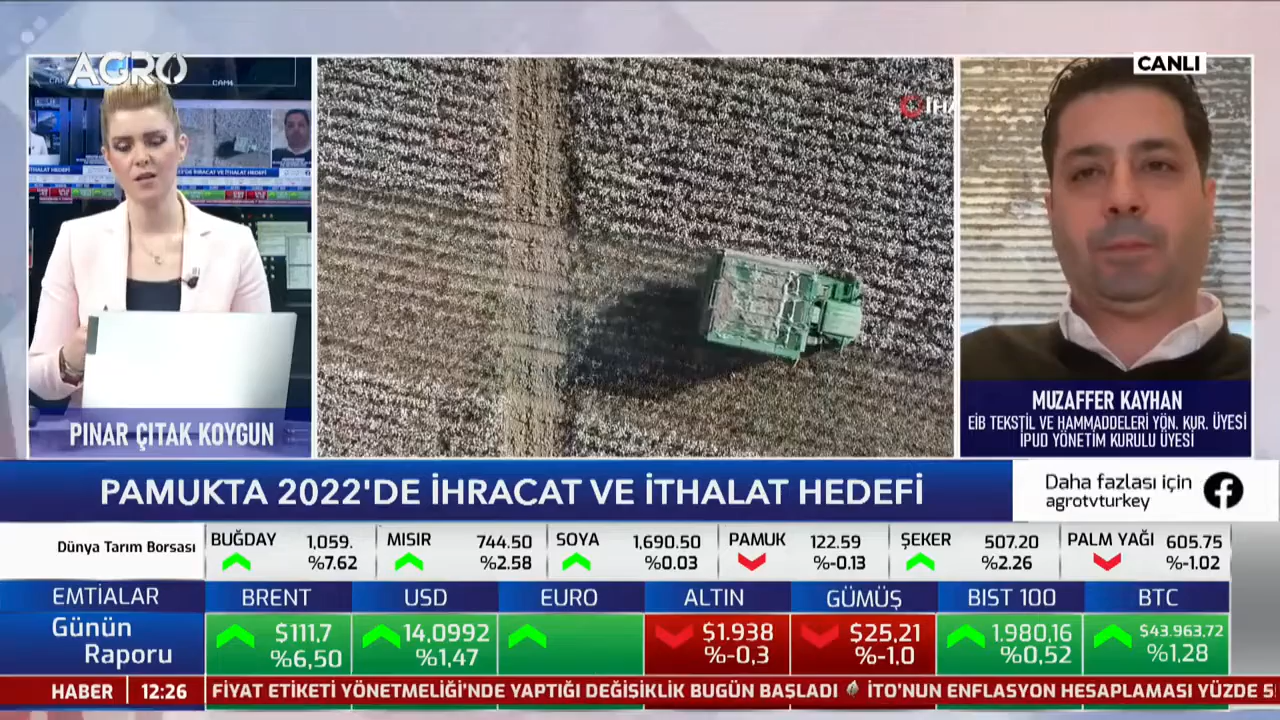 AGRO
CAM1
CANLI
İHA
PINAR ÇITAK KOYGUN
MUZAFFER KAYHAN
EİB TEKSTİL VE HAMMADDELERİ YÖN. KUR. ÜYESİ
İPUD YÖNETİM KURULU ÜYESİ
PAMUKTA 2022'DE İHRACAT VE İTHALAT HEDEFİ
Daha fazlası için
agrotvturkey
Dünya Tarım Borsası
BUĞDAY 1,059. %7.62
MISIR 744.50 %2.58
SOYA 1,690.50 %0.03
PAMUK 122.59 %-0.13
ŞEKER 507.20 %2.26
PALM YAĞI 605.75 %-1.02
EMTİALAR BRENT USD EURO ALTIN GÜMÜŞ BIST 100 BTC
Günün Raporu
$111,7 %6,50
14,0992 %1,47
$1.938 %-0,3
$25,21 %-1,0
1.980,16 %0,52
$43.963,72 %1,28
HABER 12:26 FİYAT ETİKETİ YÖNETMELİĞİ'NDE YAPTIĞI DEĞİŞİKLİK BUGÜN BAŞLADI İTO'NUN ENFLASYON HESAPLAMASI YÜZDE 5